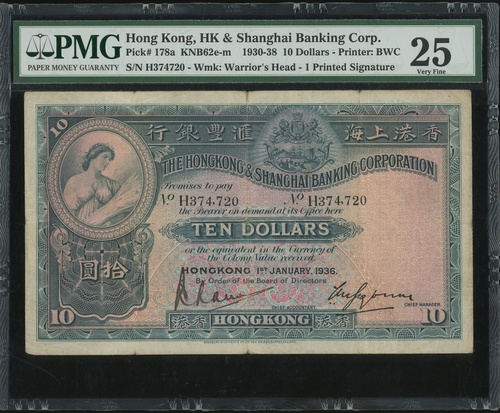 PMG
PAPER MONEY GUARANTY
Hong Kong, HK & Shanghai Banking Corp.
Pick# 178a KNB62e-m 1930-38 10 Dollars - Printer: BWC
S/N H374720 - Wmk: Warrior's Head - 1 Printed Signature
25
Very Fine
10
行銀豐滙 海上港香
THE HONGKONG & SHANGHAI BANKING CORPORATION
Promises to pay
No H374,720 No H374,720
the Bearer on demand at its Office here
TEN DOLLARS
or the equivalent in the Currency of
the Colony, Value received.
HONGKONG 1ST JANUARY, 1936.
By Order of the Board of Directors
圓拾
CHIEF ACCOUNTANT
CHIEF MANAGER
10 港香 HONGKONG 港香 10